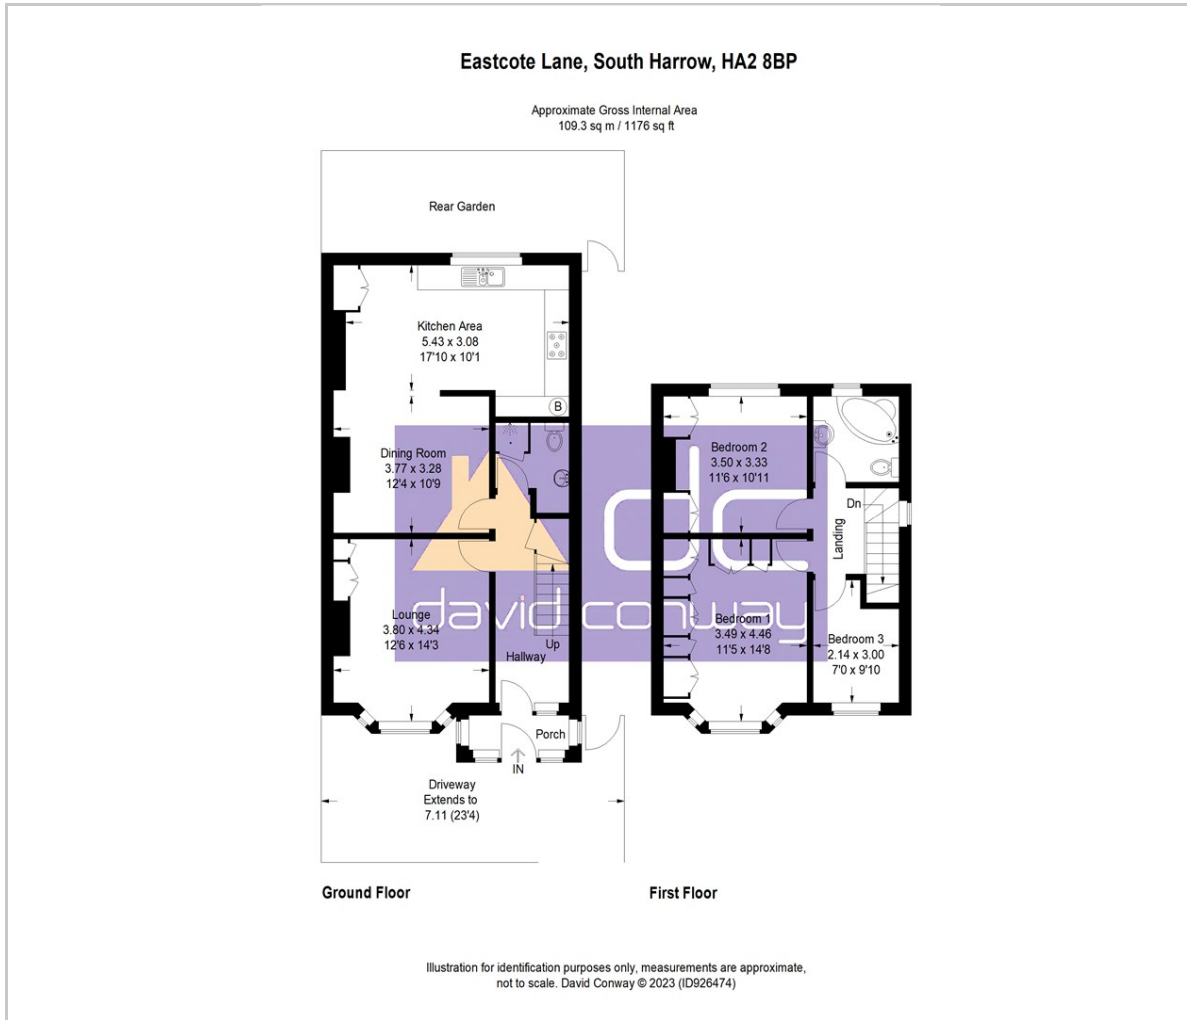 Eastcote Lane, South Harrow, HA2 8BP
Approximate Gross Internal Area
109.3 sq m / 1176 sq ft
Rear Garden
Kitchen Area
5.43 x 3.08
17'10 x 10'1
B
Dining Room
3.77 x 3.28
12'4 x 10'9
Lounge
3.80 x 4.34
12'6 x 14'3
Up
Hallway
Porch
IN
Driveway
Extends to
7.11 (23'4)
Ground Floor
Bedroom 2
3.50 x 3.33
11'6 x 10'11
Dn
Landing
Bedroom 1
3.49 x 4.46
11'5 x 14'8
Bedroom 3
2.14 x 3.00
7'0 x 9'10
First Floor
dc
david conway
Illustration for identification purposes only, measurements are approximate,
not to scale. David Conway © 2023 (ID926474)